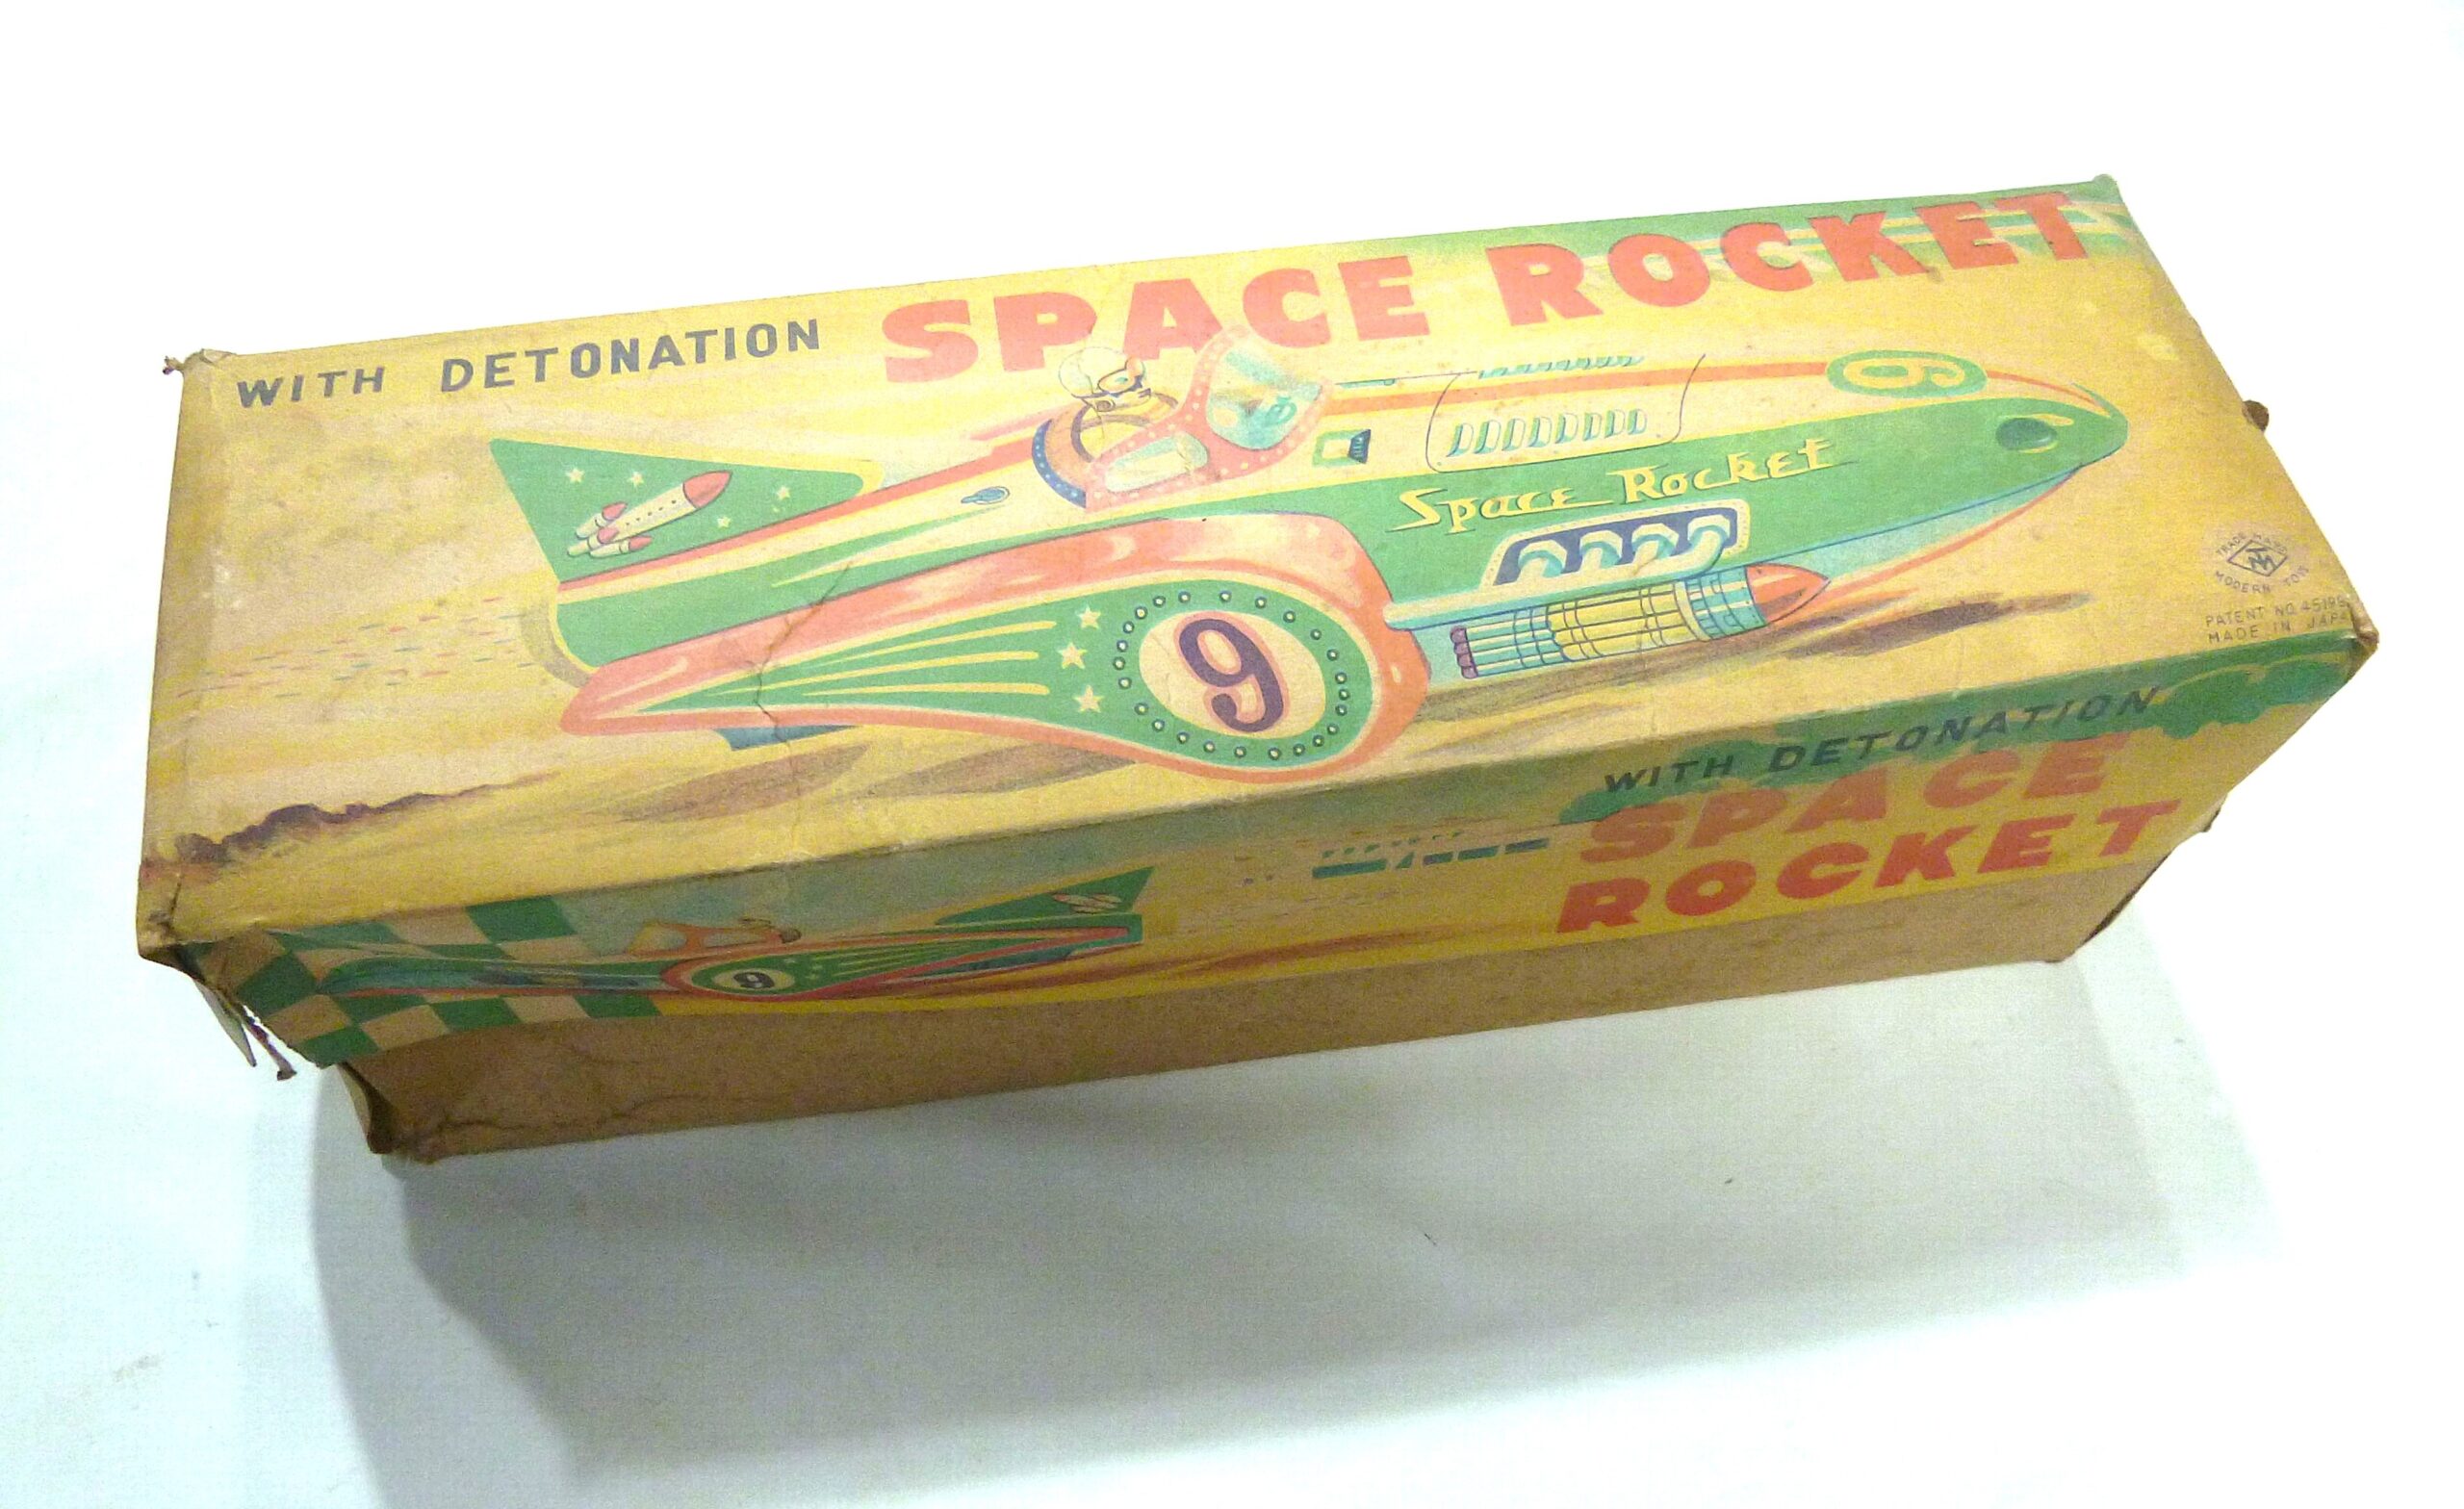 WITH DETONATION SPACE ROCKET
9
Space Rocket
9
TRADE MARK
MODERN TOYS
PATENT NO.
MADE IN JAPAN
WITH DETONATION
SPACE
ROCKET
9